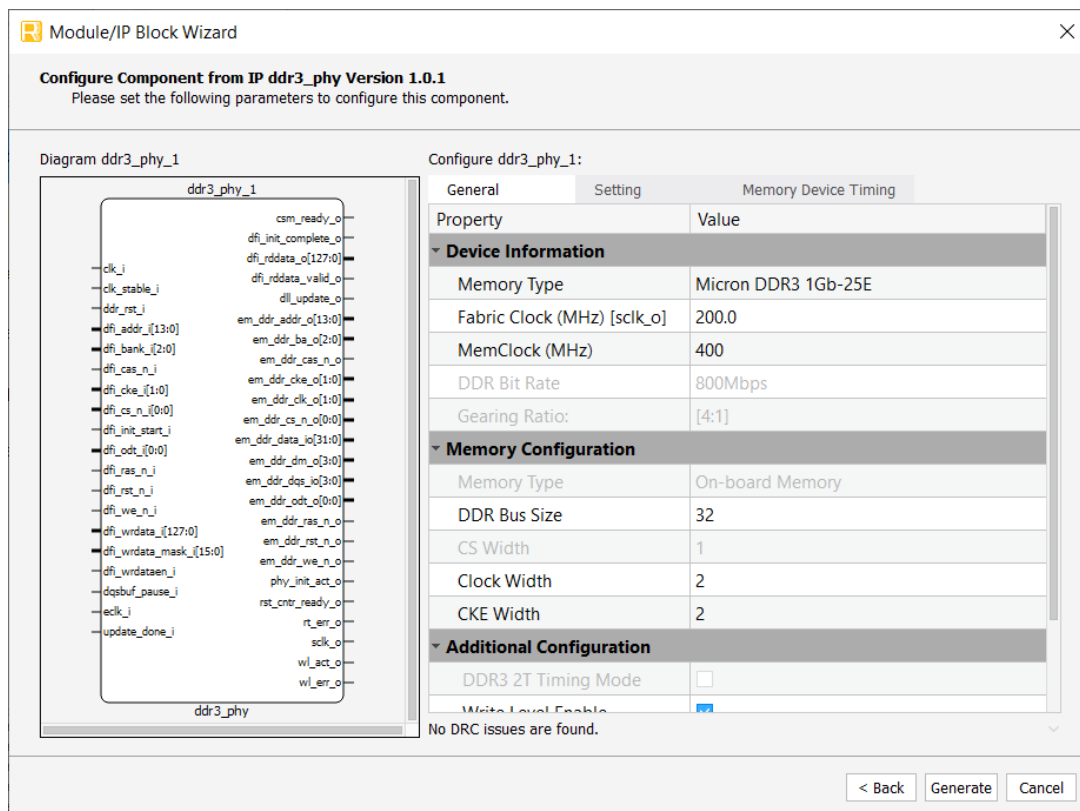 Module/IP Block Wizard
Configure Component from IP ddr3_phy Version 1.0.1
Please set the following parameters to configure this component.
Diagram ddr3_phy_1
ddr3_phy_1
clk_i
clk_stable_i
ddr_rst_i
dfi_addr_i[13:0]
dfi_bank_i[2:0]
dfi_cas_n_i
dfi_cke_i[1:0]
dfi_cs_n_i[0:0]
dfi_init_start_i
dfi_odt_i[0:0]
dfi_ras_n_i
dfi_rst_n_i
dfi_we_n_i
dfi_wrdata_i[127:0]
dfi_wrdata_mask_i[15:0]
dfi_wrdataen_i
dqsbuf_pause_i
eclk_i
update_done_i
csm_ready_o
dfi_init_complete_o
dfi_rddata_o[127:0]
dfi_rddata_valid_o
dll_update_o
em_ddr_addr_o[13:0]
em_ddr_ba_o[2:0]
em_ddr_cas_n_o
em_ddr_cke_o[1:0]
em_ddr_clk_o[1:0]
em_ddr_cs_n_o[0:0]
em_ddr_data_io[31:0]
em_ddr_dm_o[3:0]
em_ddr_dqs_io[3:0]
em_ddr_odt_o[0:0]
em_ddr_ras_n_o
em_ddr_rst_n_o
em_ddr_we_n_o
phy_init_act_o
rst_cntr_ready_o
rt_err_o
sclk_o
wl_act_o
wl_err_o
ddr3_phy
Configure ddr3_phy_1:
General Setting Memory Device Timing
Property Value
Device Information
Memory Type Micron DDR3 1Gb-25E
Fabric Clock (MHz) [sclk_o] 200.0
MemClock (MHz) 400
DDR Bit Rate 800Mbps
Gearing Ratio: [4:1]
Memory Configuration
Memory Type On-board Memory
DDR Bus Size 32
CS Width 1
Clock Width 2
CKE Width 2
Additional Configuration
DDR3 2T Timing Mode
Write Level Enable
No DRC issues are found.
< Back Generate Cancel